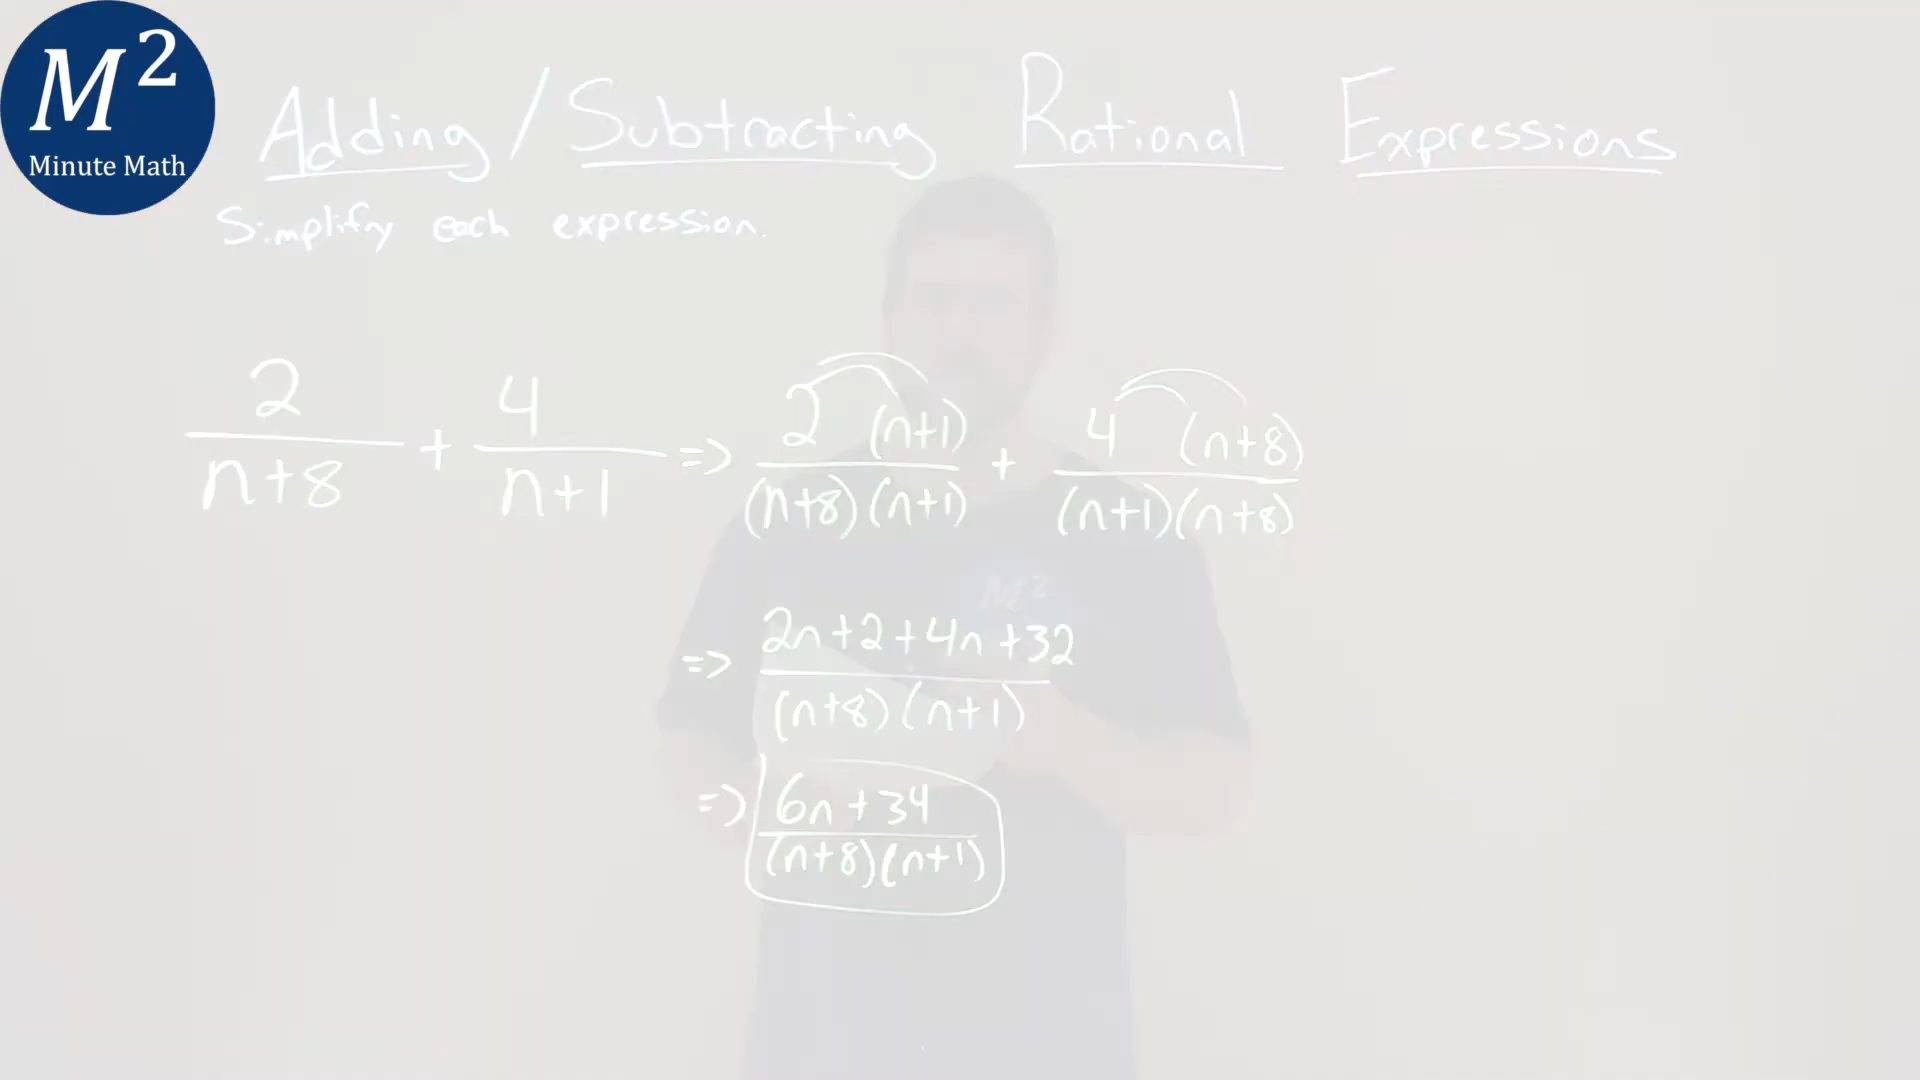 M²
Minute Math
Adding/Subtracting Rational Expressions
Simplify each expression.
2/(n+8) + 4/(n+1) => 2(n+1)/(n+8)(n+1) + 4(n+8)/(n+1)(n+8)
M²
=> 2n+2+4n+32/(n+8)(n+1)
=> 6n+34/(n+8)(n+1)